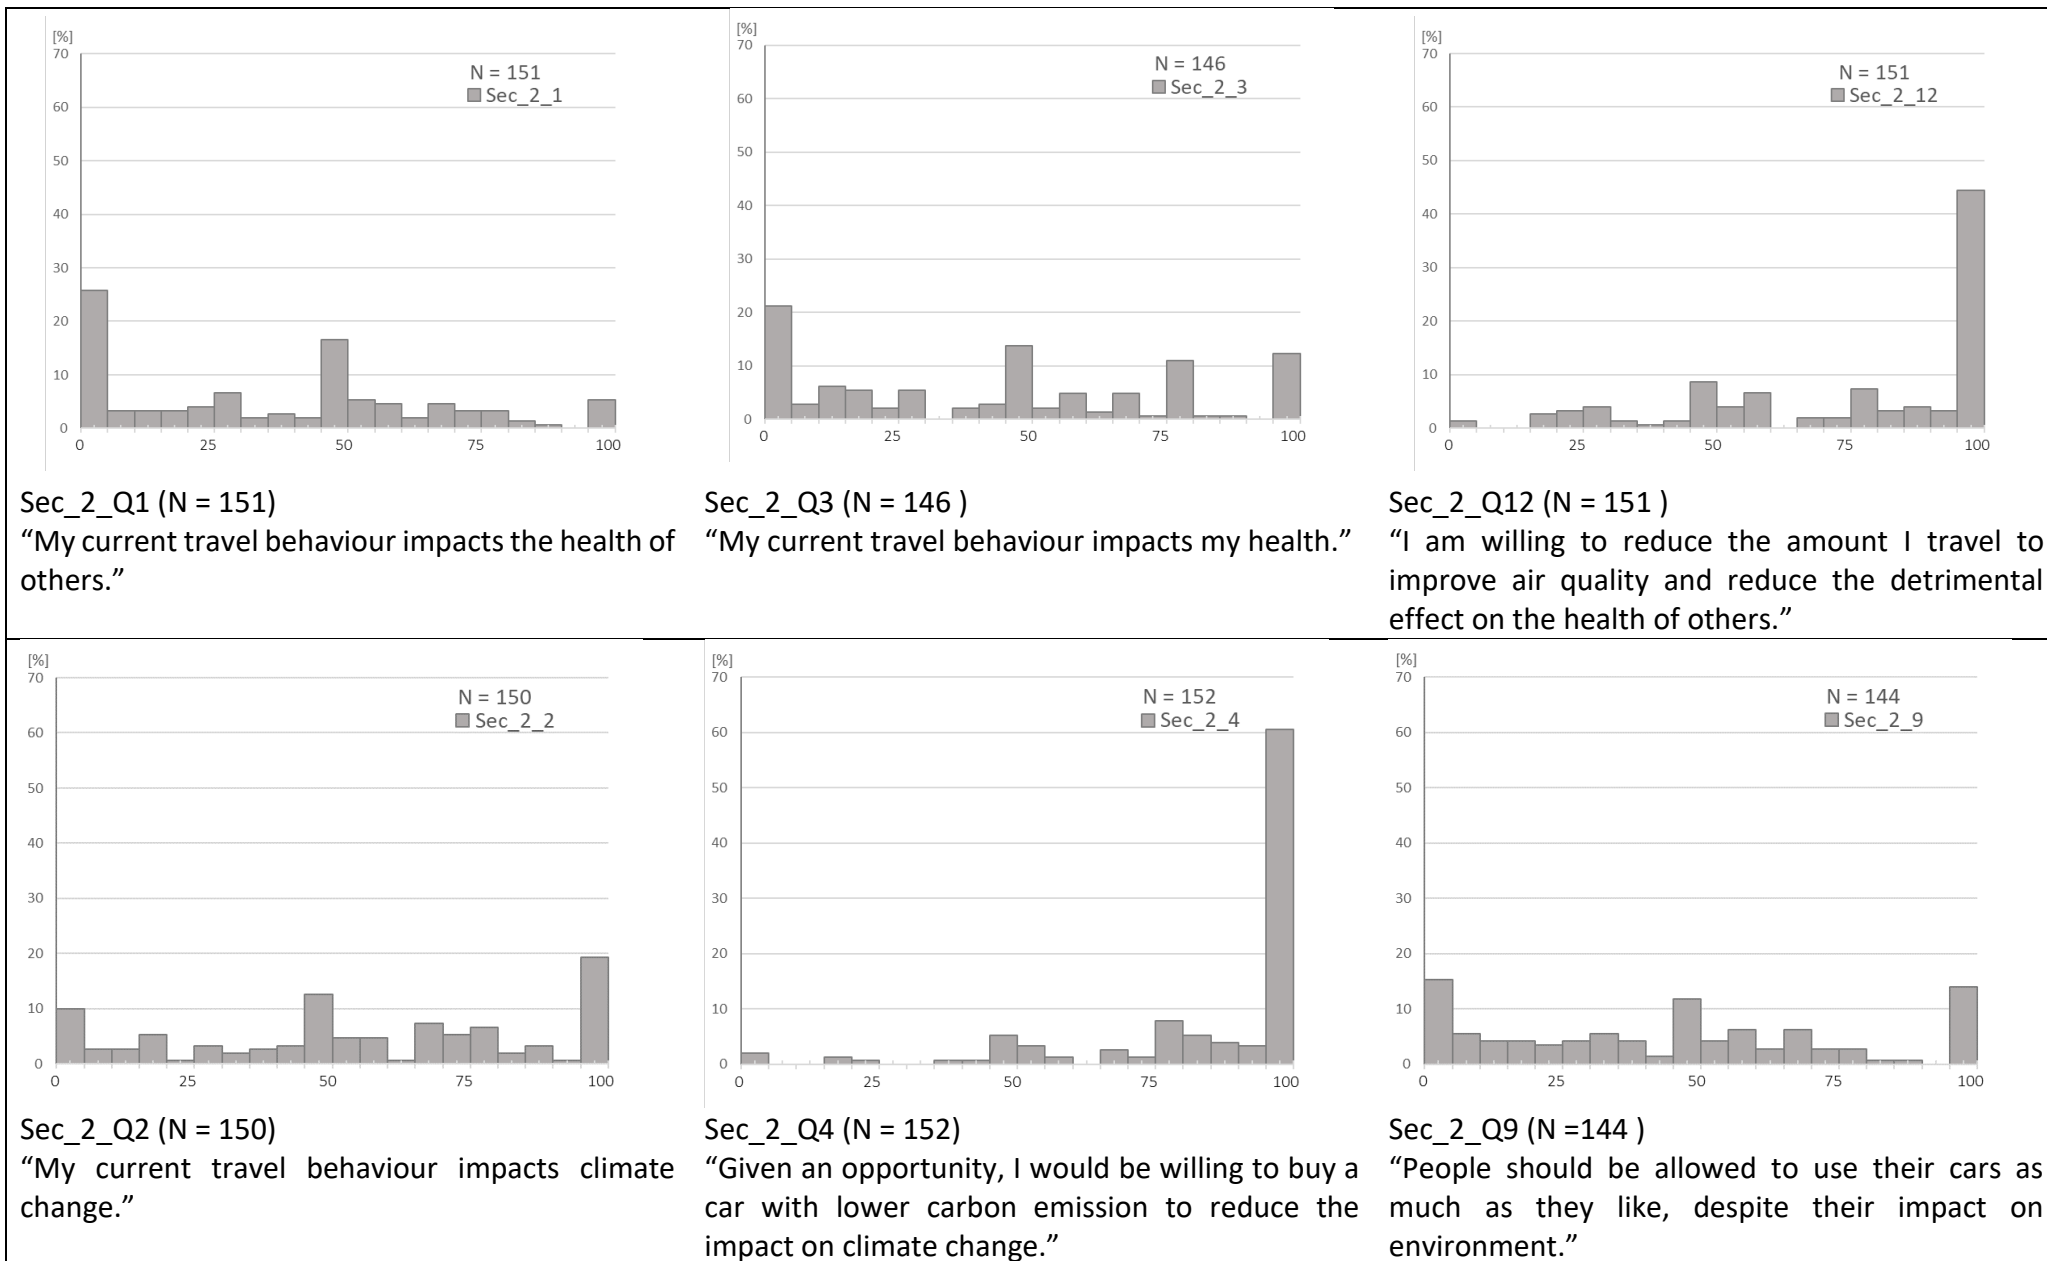 [%]
70
60
50
40
30
20
10
0
0 25 50 75 100
N = 151
Sec_2_1
Sec_2_Q1 (N = 151)
“My current travel behaviour impacts the health of
others.”
[%]
70
60
50
40
30
20
10
0
0 25 50 75 100
N = 146
Sec_2_3
Sec_2_Q3 (N = 146 )
“My current travel behaviour impacts my health.”
[%]
70
60
50
40
30
20
10
0
0 25 50 75 100
N = 151
Sec_2_12
Sec_2_Q12 (N = 151 )
“I am willing to reduce the amount I travel to
improve air quality and reduce the detrimental
effect on the health of others.”
[%]
70
60
50
40
30
20
10
0
0 25 50 75 100
N = 150
Sec_2_2
Sec_2_Q2 (N = 150)
“My current travel behaviour impacts climate
change.”
[%]
70
60
50
40
30
20
10
0
0 25 50 75 100
N = 152
Sec_2_4
Sec_2_Q4 (N = 152)
“Given an opportunity, I would be willing to buy a
car with lower carbon emission to reduce the
impact on climate change.”
[%]
70
60
50
40
30
20
10
0
0 25 50 75 100
N = 144
Sec_2_9
Sec_2_Q9 (N =144 )
“People should be allowed to use their cars as
much as they like, despite their impact on
environment.”